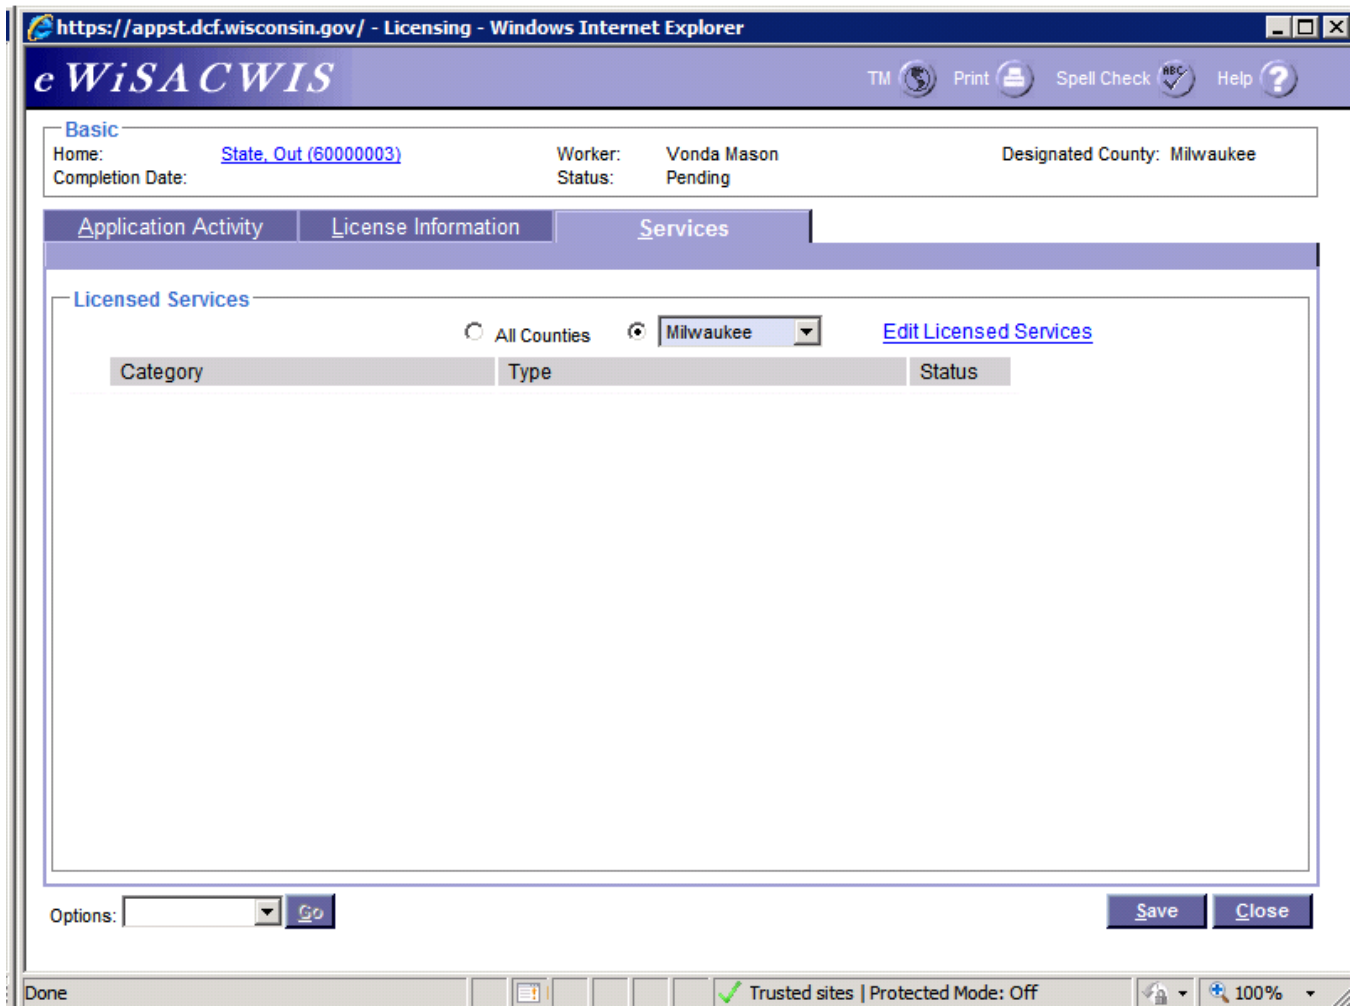 https://appst.dcf.wisconsin.gov/ - Licensing - Windows Internet Explorer
e WiSACWIS TM Print Spell Check ABC Help ?
Basic
Home: State, Out (60000003) Worker: Vonda Mason Designated County: Milwaukee
Completion Date: Status: Pending
Application Activity License Information Services
Licensed Services
All Counties Milwaukee Edit Licensed Services
Category Type Status
Options: Go Save Close
Done Trusted sites | Protected Mode: Off 100%